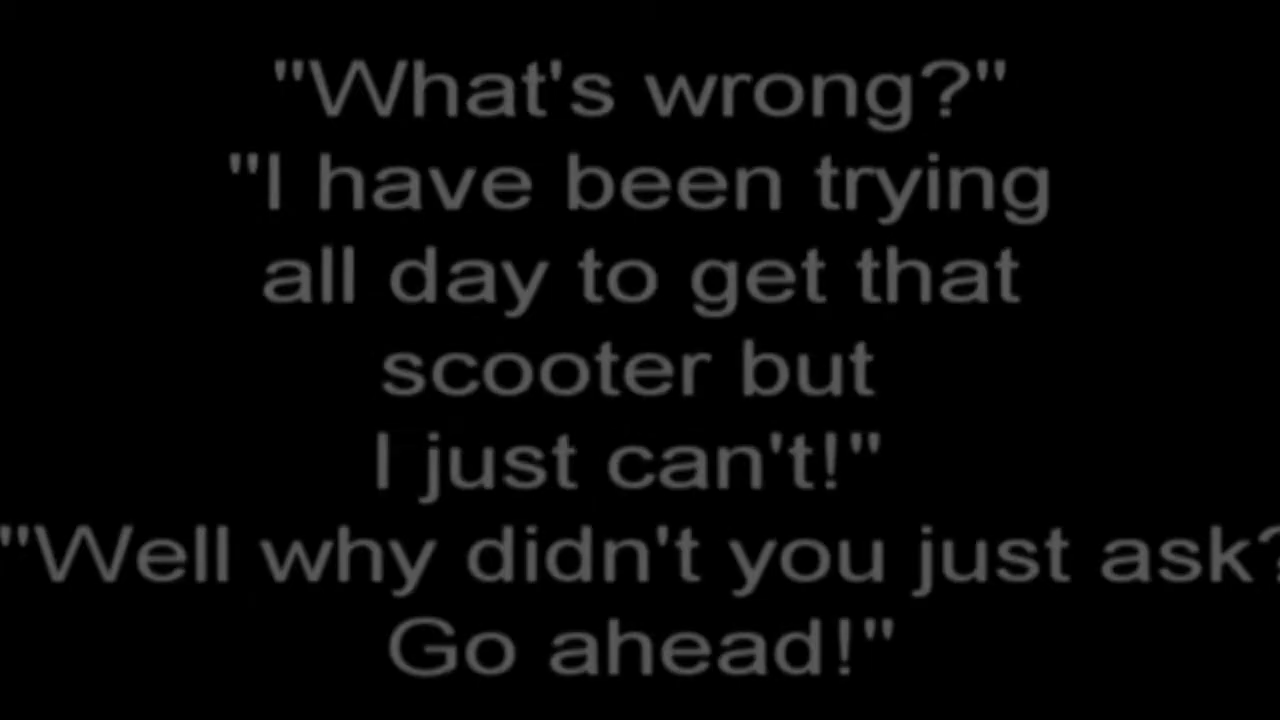 "What's wrong?"
"I have been trying
all day to get that
scooter but
I just can't!"
"Well why didn't you just ask?
Go ahead!"